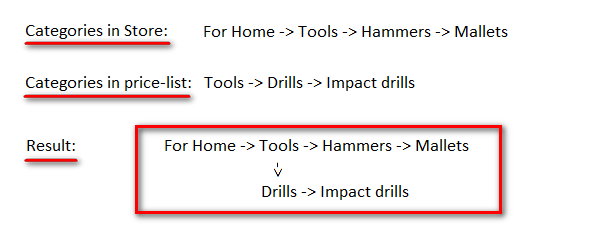 Categories in Store: For Home -> Tools -> Hammers -> Mallets
Categories in price-list: Tools -> Drills -> Impact drills
Result: For Home -> Tools -> Hammers -> Mallets
Drills -> Impact drills